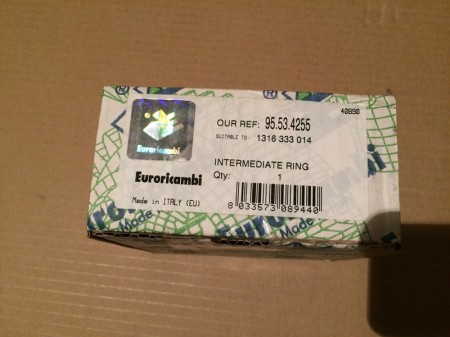 40890
OUR REF: 95.53.4255
SUITABLE TO: 1316 333 014
Euroricambi
INTERMEDIATE RING
Euroricambi
Qty: 1
Made in ITALY (EU)
8 033573 089440
Made